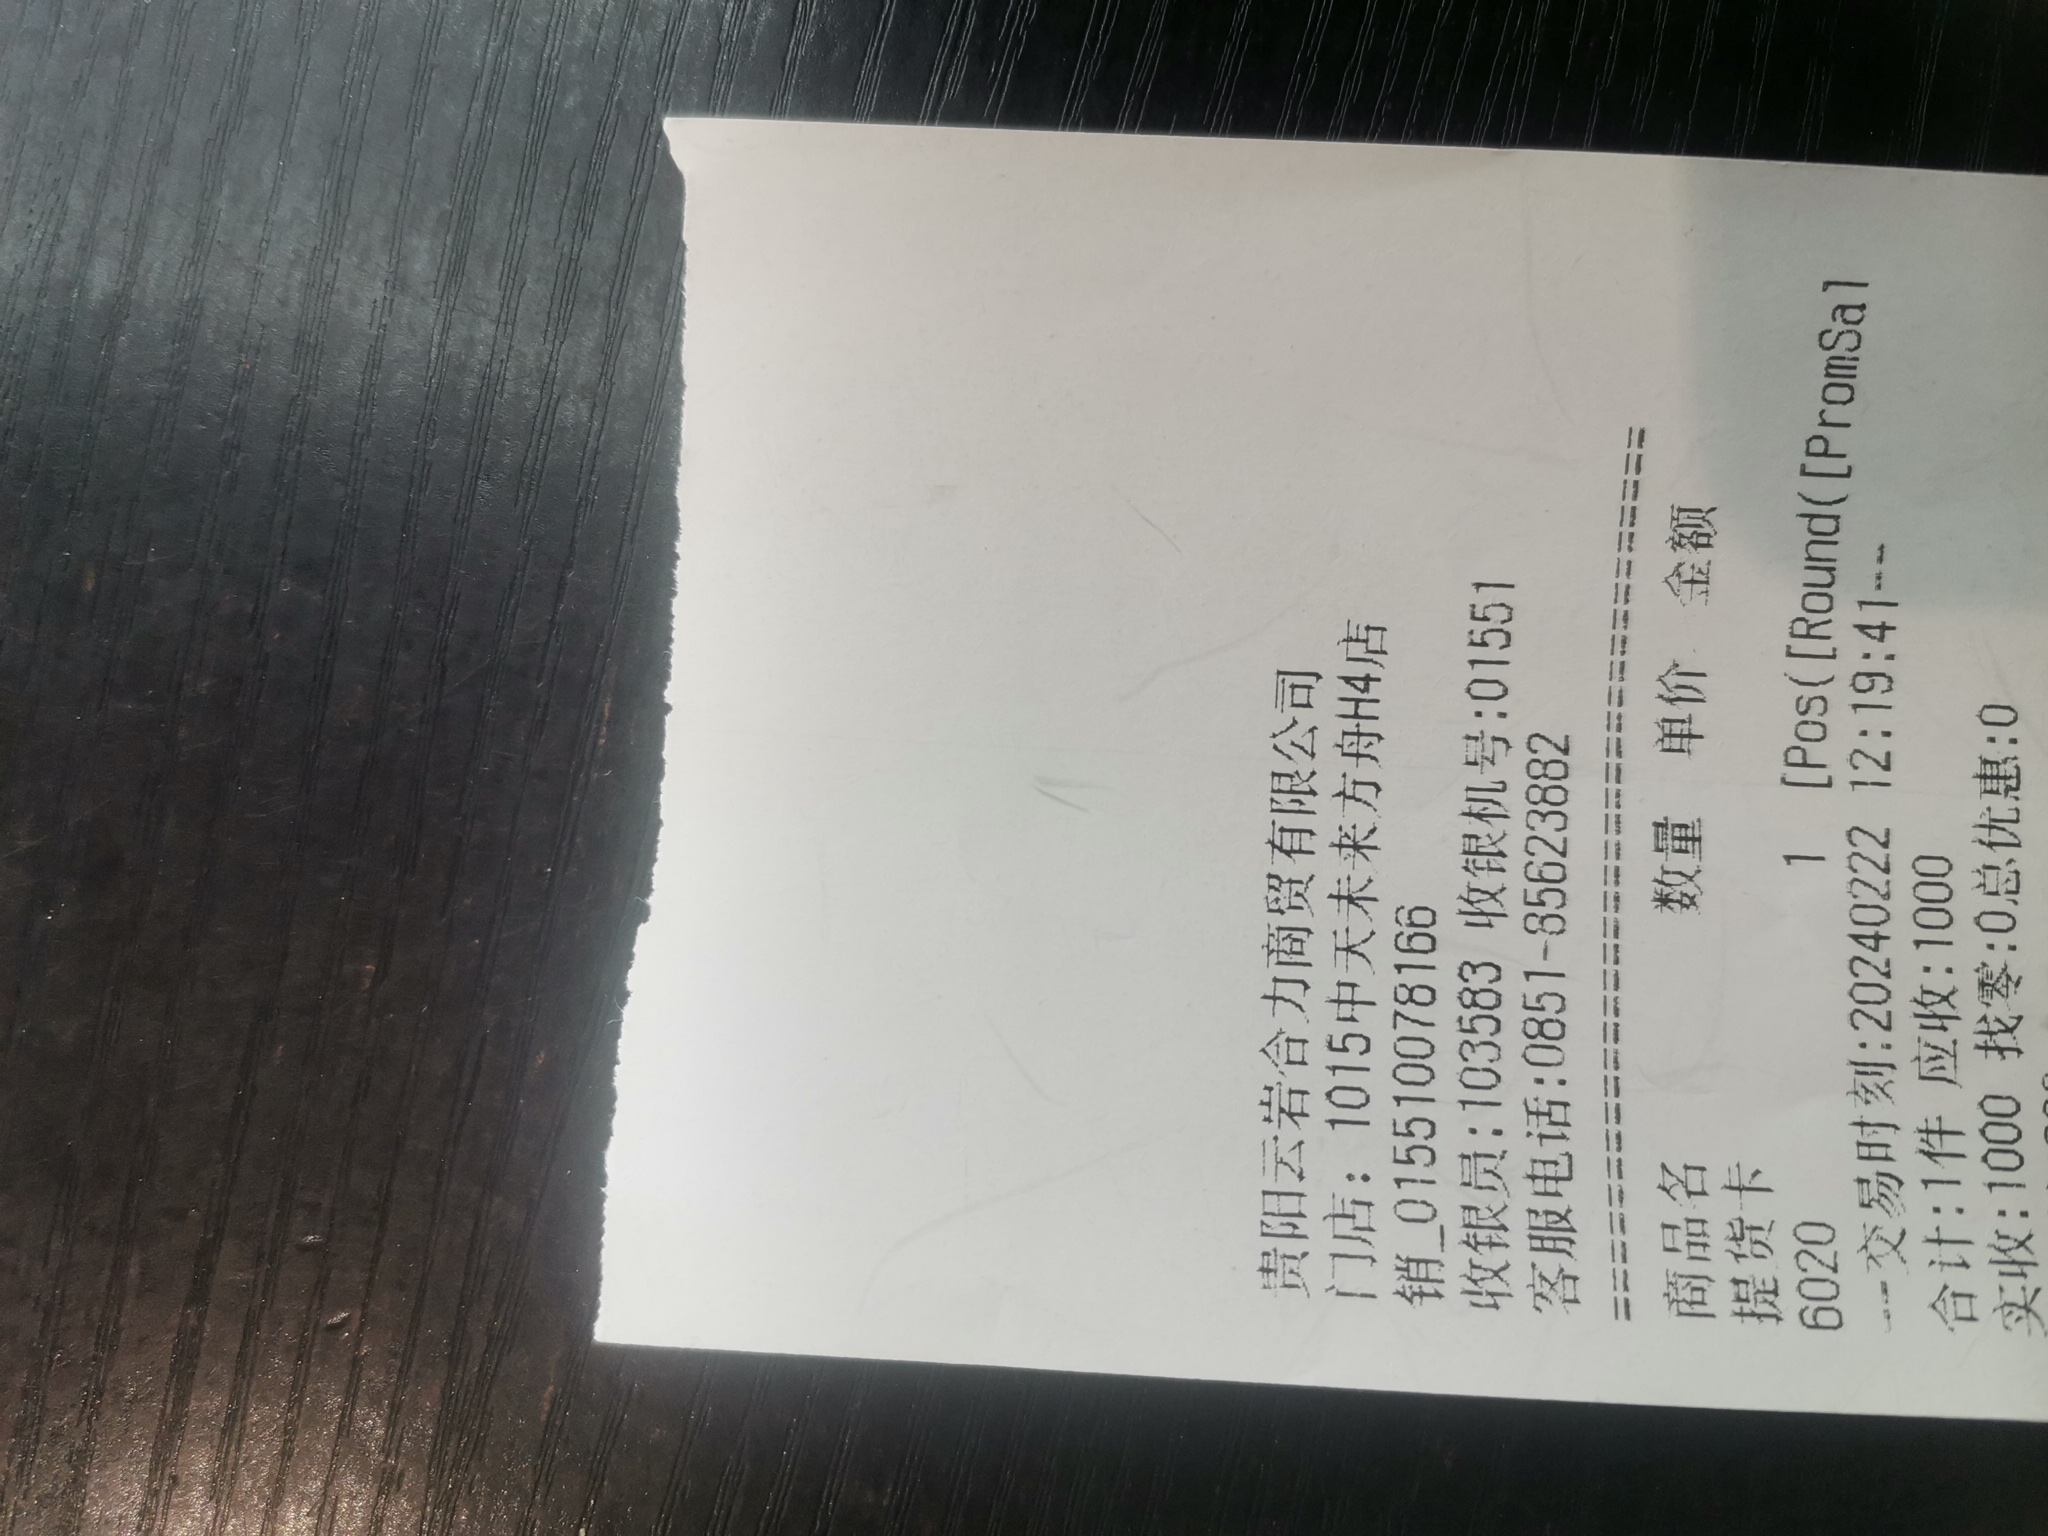 贵阳云岩合力商贸有限公司
门店: 1015中天未来方舟H4店
销_0155100781​66
收银员:103583 收银机号:01551
客服电话:0851-85623882
==========================================
商品名 数量 单价 金额
提货卡
6020 1 [Pos([Round([PromSal
---交易时刻:20240222 12:19:41---
合计:1件 应收:1000
实收:1000 找零:0总优惠:0